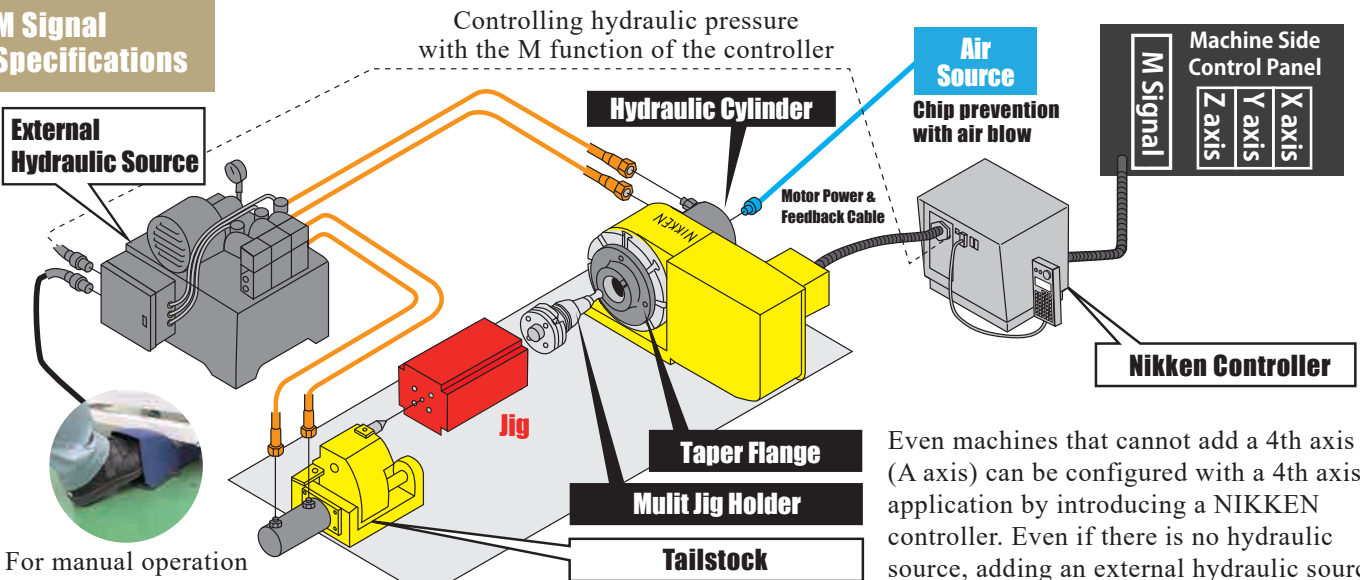 M Signal
Specifications
Controlling hydraulic pressure
with the M function of the controller
Air
Source
Chip prevention
with air blow
Machine Side
Control Panel
M Signal
Z axis
Y axis
X axis
External
Hydraulic Source
Hydraulic Cylinder
Motor Power &
Feedback Cable
NIKKEN
Nikken Controller
Jig
Taper Flange
Mulit Jig Holder
Tailstock
For manual operation
Even machines that cannot add a 4th axis
(A axis) can be configured with a 4th axis
application by introducing a NIKKEN
controller. Even if there is no hydraulic
source, adding an external hydraulic source